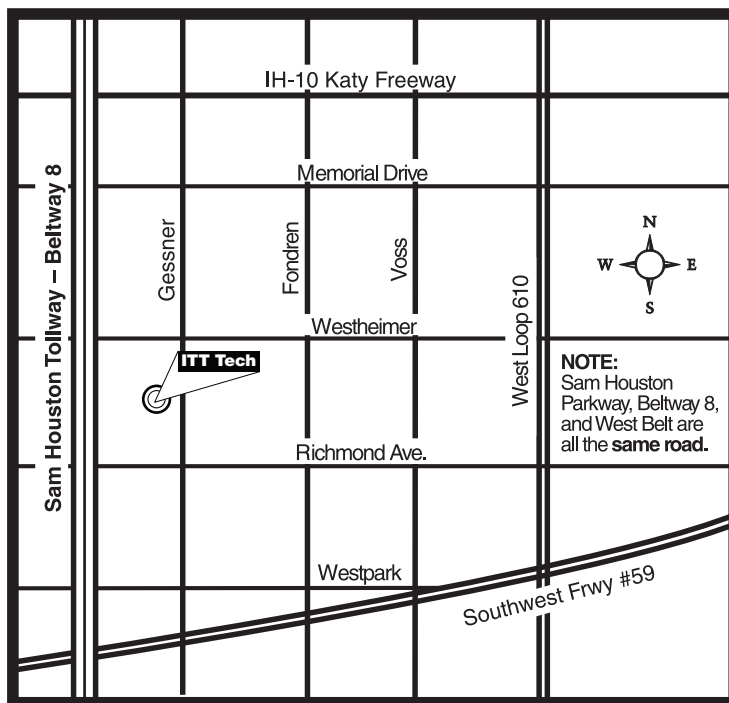 IH-10 Katy Freeway
Memorial Drive
Sam Houston Tollway – Beltway 8
Gessner
Fondren
Voss
West Loop 610
N
W
E
S
Westheimer
ITT Tech
NOTE:
Sam Houston
Parkway, Beltway 8,
and West Belt are
all the same road.
Richmond Ave.
Westpark
Southwest Frwy #59